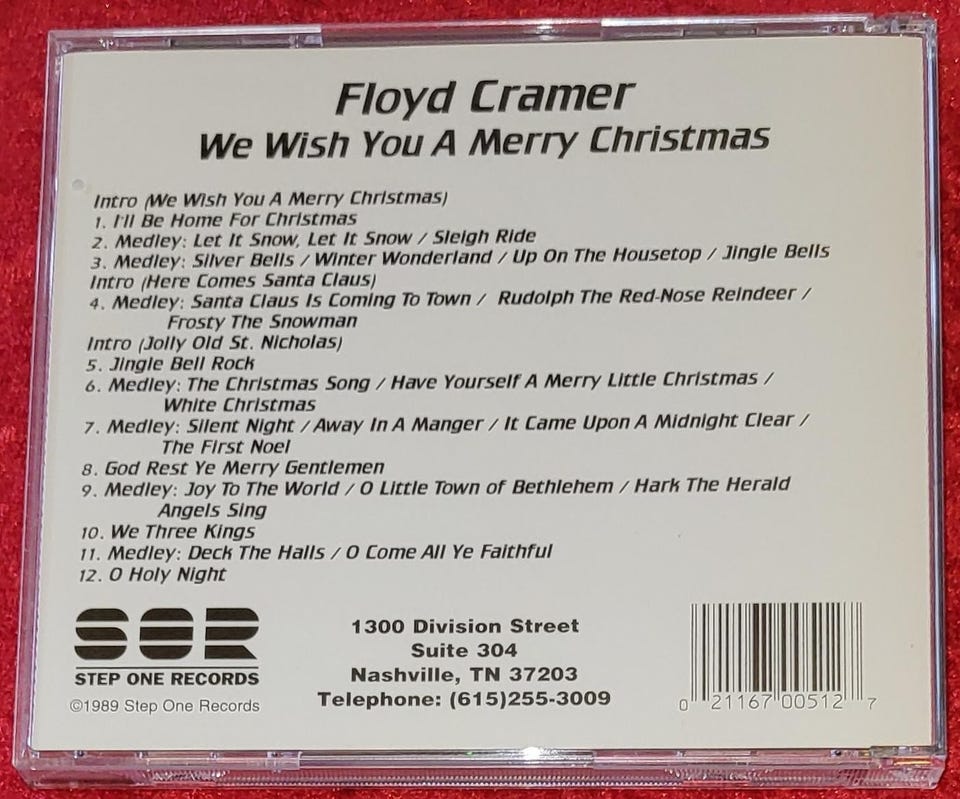 Floyd Cramer
We Wish You A Merry Christmas
Intro (We Wish You A Merry Christmas)
1. I'll Be Home For Christmas
2. Medley: Let It Snow, Let It Snow / Sleigh Ride
3. Medley: Silver Bells / Winter Wonderland / Up On The Housetop / Jingle Bells
Intro (Here Comes Santa Claus)
4. Medley: Santa Claus Is Coming To Town / Rudolph The Red-Nose Reindeer /
Frosty The Snowman
Intro (Jolly Old St. Nicholas)
5. Jingle Bell Rock
6. Medley: The Christmas Song / Have Yourself A Merry Little Christmas /
White Christmas
7. Medley: Silent Night / Away In A Manger / It Came Upon A Midnight Clear /
The First Noel
8. God Rest Ye Merry Gentlemen
9. Medley: Joy To The World / O Little Town of Bethlehem / Hark The Herald
Angels Sing
10. We Three Kings
11. Medley: Deck The Halls / O Come All Ye Faithful
12. O Holy Night
SOR
STEP ONE RECORDS
©1989 Step One Records
1300 Division Street
Suite 304
Nashville, TN 37203
Telephone: (615)255-3009
0 21167 00512 7